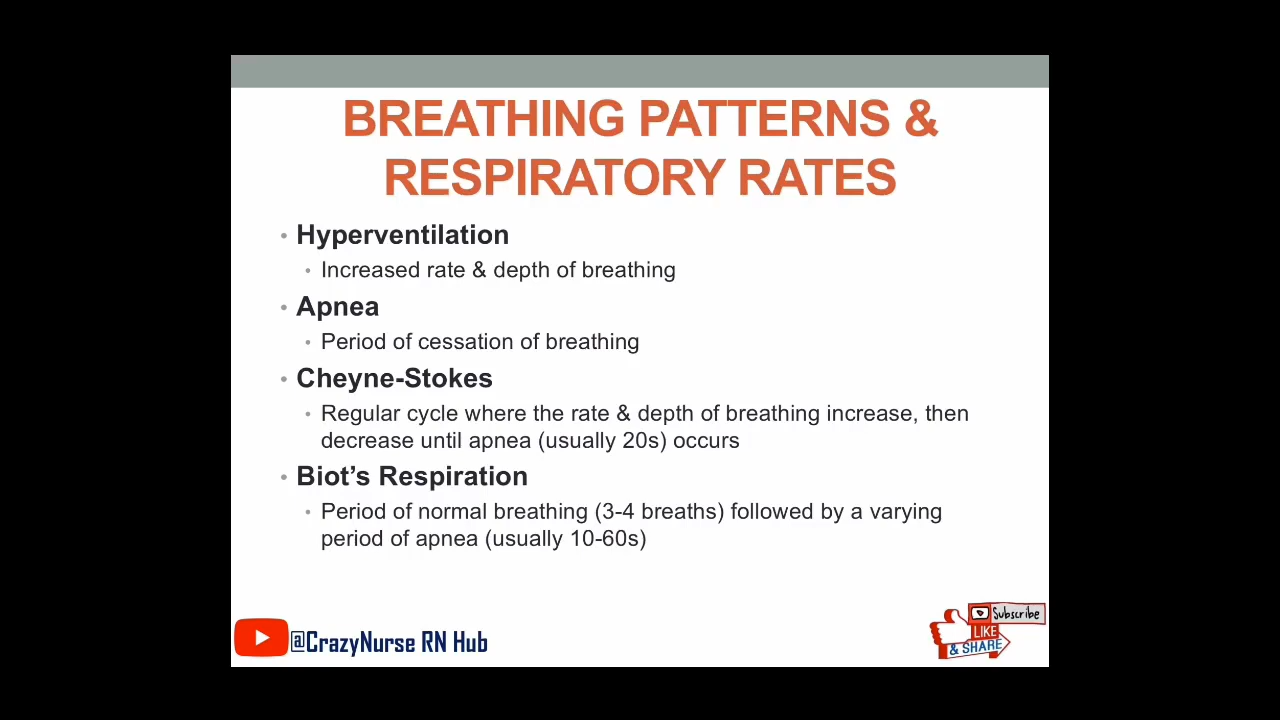 BREATHING PATTERNS &
RESPIRATORY RATES
• Hyperventilation
• Increased rate & depth of breathing
• Apnea
• Period of cessation of breathing
• Cheyne-Stokes
• Regular cycle where the rate & depth of breathing increase, then
decrease until apnea (usually 20s) occurs
• Biot’s Respiration
• Period of normal breathing (3-4 breaths) followed by a varying
period of apnea (usually 10-60s)
@CrazyNurse RN Hub
Subscribe
LIKE
& SHARE